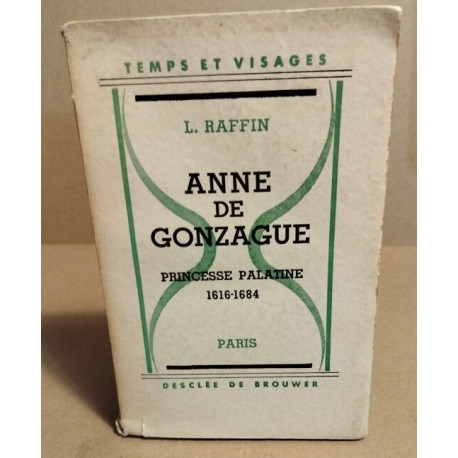 TEMPS ET VISAGES
L. RAFFIN
ANNE
DE
GONZAGUE
PRINCESSE PALATINE
1616-1684
PARIS
DESCLÉE DE BROUWER